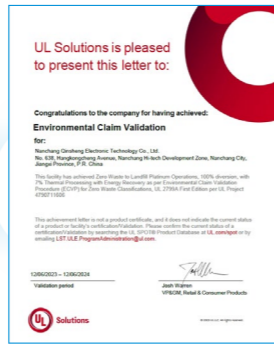 UL Solutions is pleased
to present this letter to:
Congratulations to the company for having achieved:
Environmental Claim Validation
for:
Nanchang Qinsheng Electronic Technology Co., Ltd.
No. 638, Hangkongcheng Avenue, Nanchang Hi-tech Development Zone, Nanchang City,
Jiangxi Province, P.R. China
This facility has achieved Zero Waste to Landfill Platinum Operations, 100% diversion, with
7% Thermal Processing with Energy Recovery as per Environmental Claim Validation
Procedure (ECVP) for Zero Waste Classifications, UL 2799A First Edition per UL Project
This achievement letter is not a product certificate, and it does not indicate the current status
of a product or facility's certification/Validation. Please confirm the current status of a
certification/Validation by searching the UL SPOT® Product Database at UL.com/spot or by
emailing LST.ULE.ProgramAdministration@ul.com.
12/06/2023 – 12/06/2024
Validation period
Josh Warren
VP&GM, Retail & Consumer Products
UL Solutions